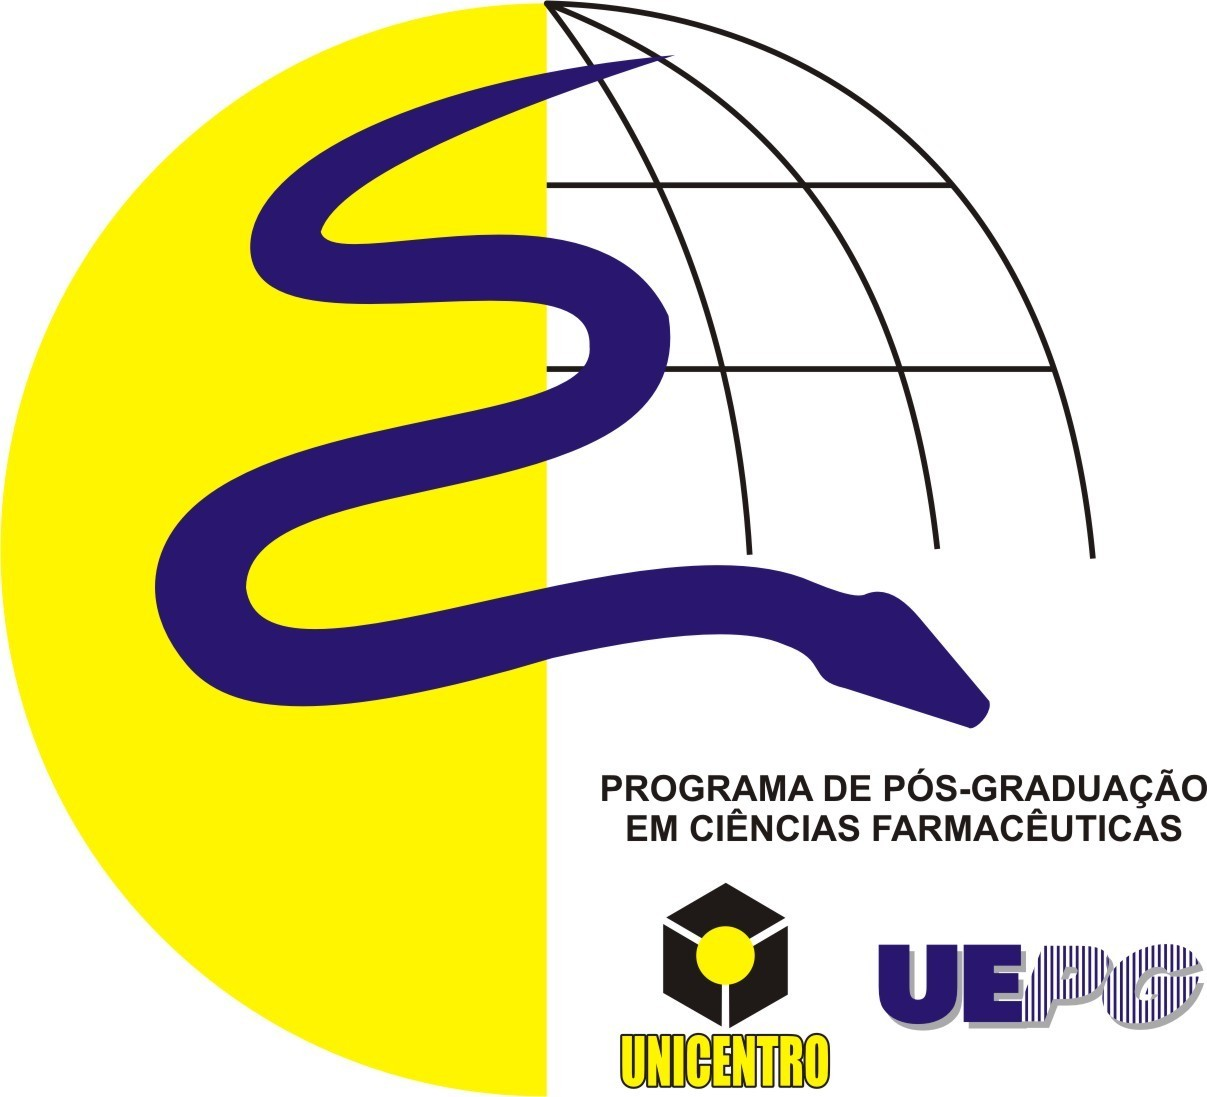 PROGRAMA DE PÓS-GRADUAÇÃO
EM CIÊNCIAS FARMACÊUTICAS
UNICENTRO
UEPG